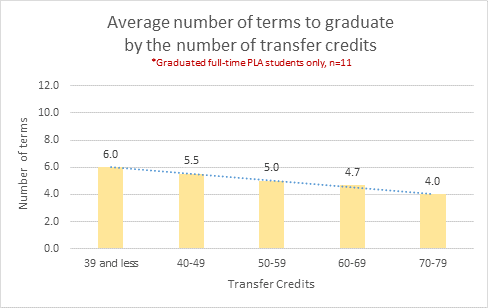 Average number of terms to graduate
by the number of transfer credits
*Graduated full-time PLA students only, n=11
Number of terms
12.0
10.0
8.0
6.0
4.0
2.0
0.0
6.0
5.5
5.0
4.7
4.0
39 and less
40-49
50-59
60-69
70-79
Transfer Credits